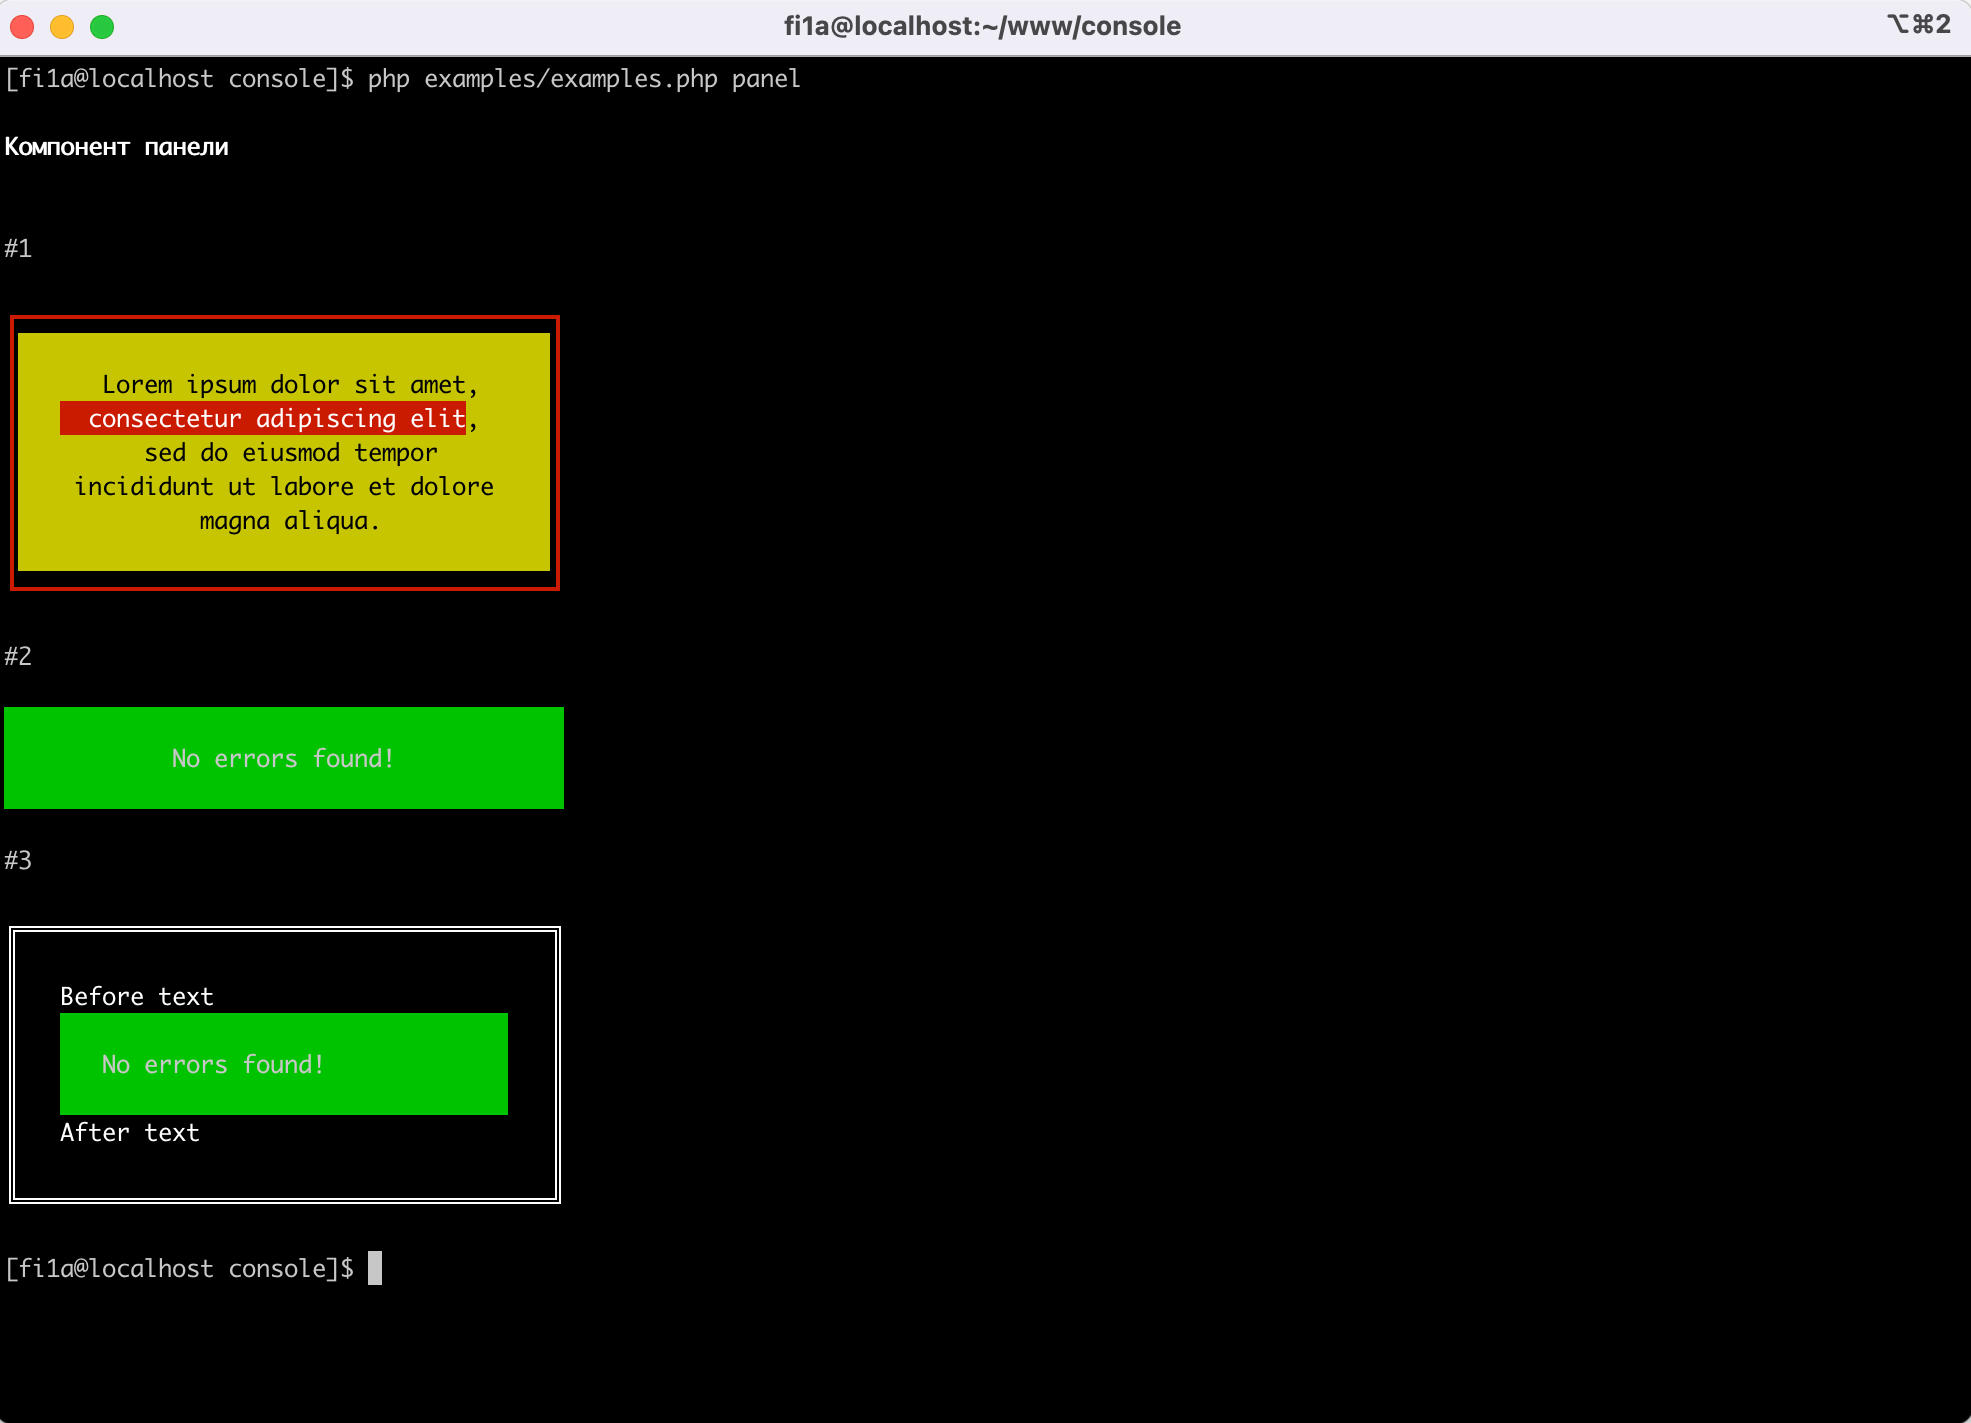 fi1a@localhost:~/www/console
⌥⌘2
[fi1a@localhost console]$ php examples/examples.php panel
Компонент панели
#1
Lorem ipsum dolor sit amet,
consectetur adipiscing elit,
sed do eiusmod tempor
incididunt ut labore et dolore
magna aliqua.
#2
No errors found!
#3
Before text
No errors found!
After text
[fi1a@localhost console]$